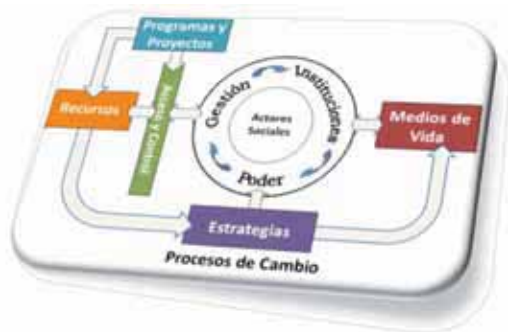 Programas y
Proyectos
Recursos
Acceso y Control
Gestión
Instituciones
Poder
Actores
Sociales
Medios de
Vida
Estrategias
Procesos de Cambio